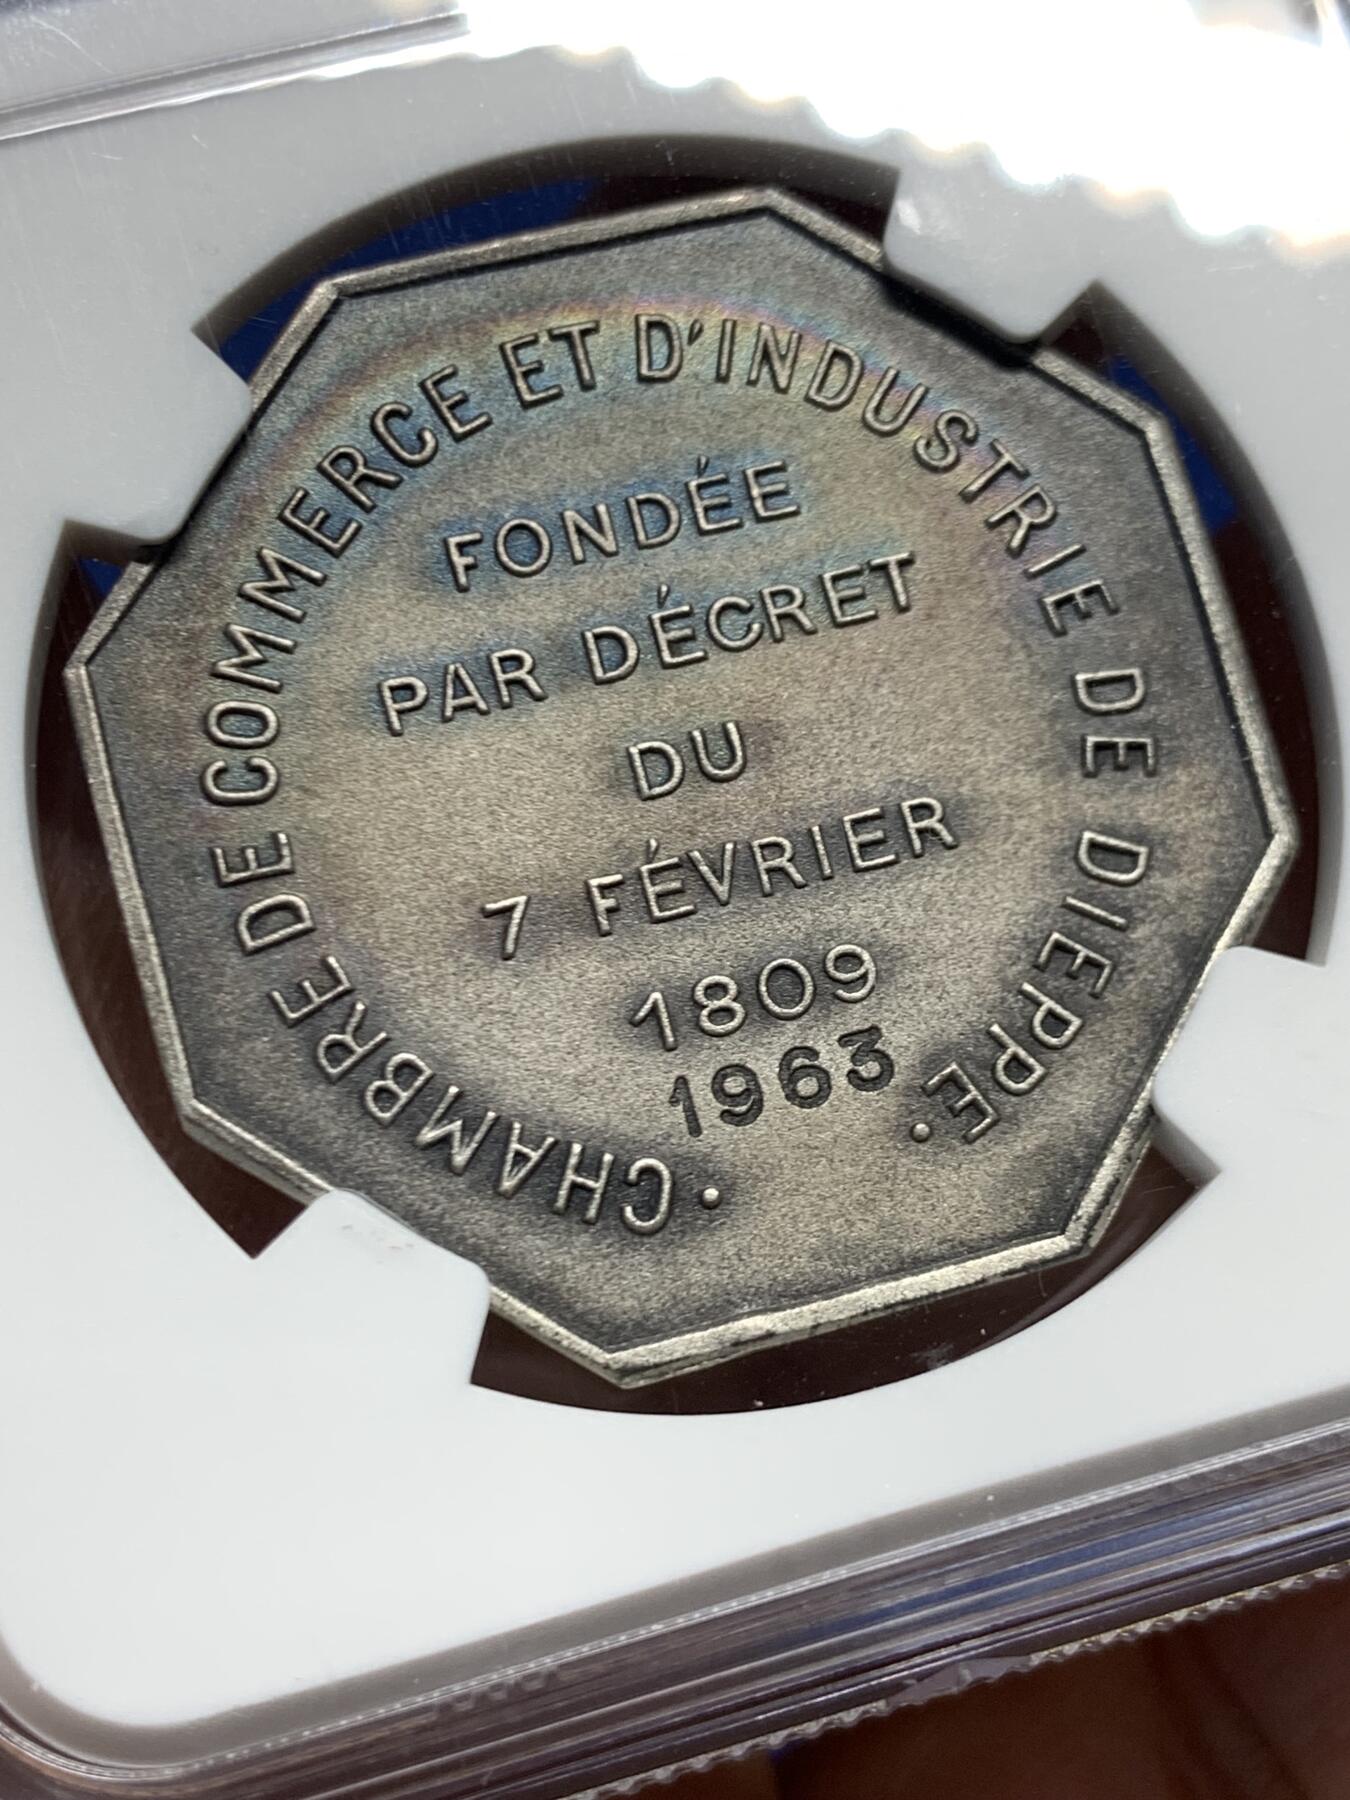 · CHAMBRE DE COMMERCE ET D'INDUSTRIE DE DIEPPE ·
FONDÉE
PAR DÉCRET
DU
7 FÉVRIER
1809
1963